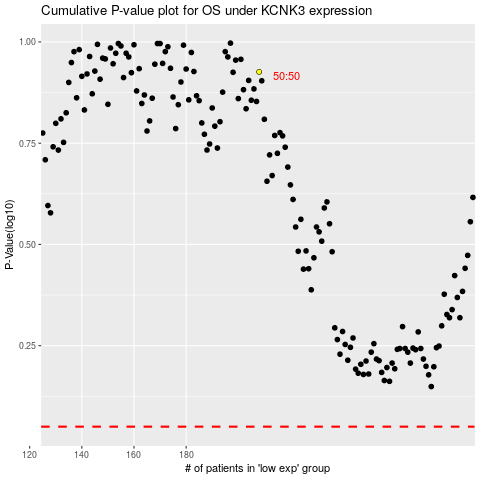 Cumulative P-value plot for OS under KCNK3 expression
1.00
50:50
0.75
P-Value(log10)
0.50
0.25
120 140 160 180
# of patients in 'low exp' group